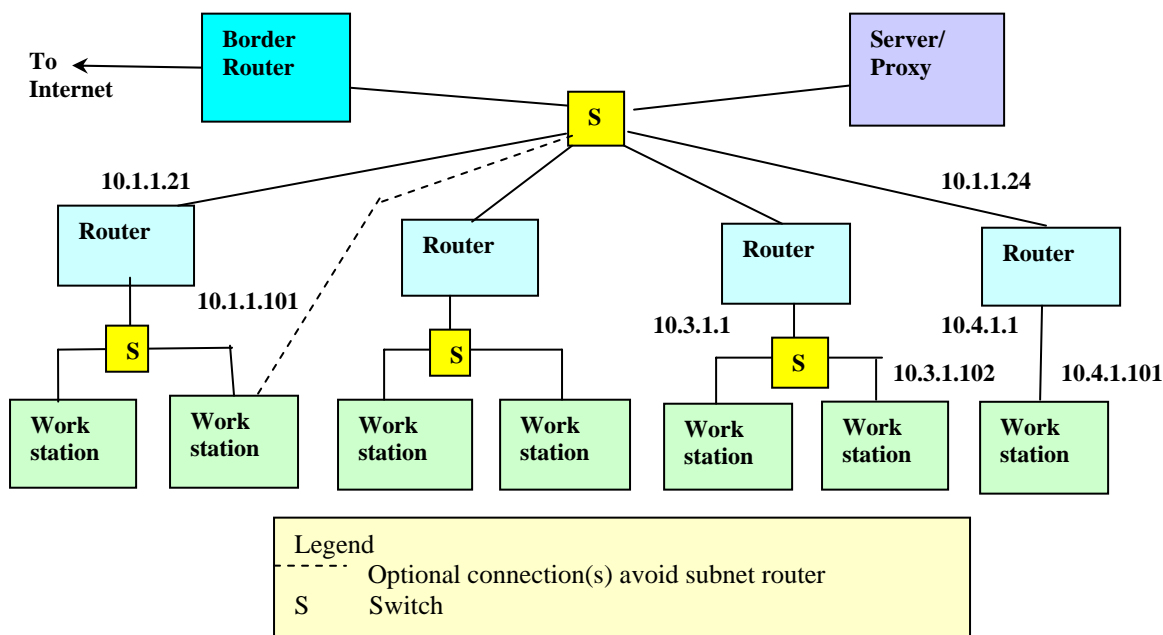 To
Internet
Border
Router
Server/
Proxy
S
10.1.1.21
10.1.1.24
Router
Router
Router
Router
10.1.1.101
10.3.1.1
10.4.1.1
S
S
S
10.3.1.102
10.4.1.101
Work
station
Work
station
Work
station
Work
station
Work
station
Work
station
Work
station
Legend
Optional connection(s) avoid subnet router
S Switch